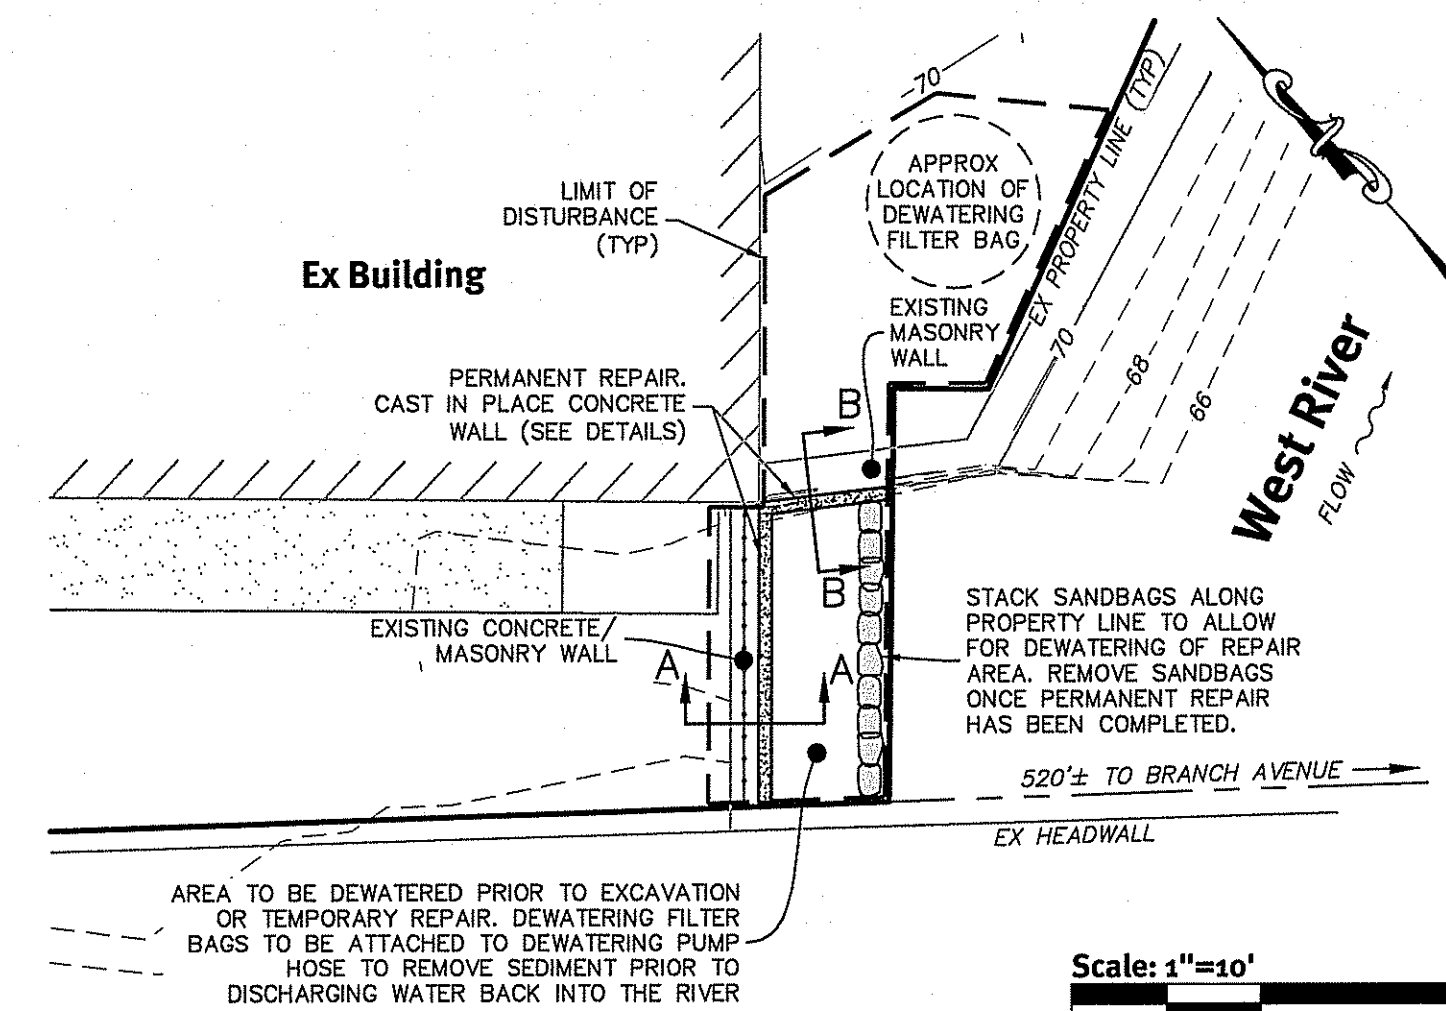 70
EX PROPERTY LINE (TYP)
APPROX
LOCATION OF
DEWATERING
FILTER BAG
LIMIT OF
DISTURBANCE
(TYP)
Ex Building
EXISTING
MASONRY
WALL
70
68
66
West River
FLOW
PERMANENT REPAIR.
CAST IN PLACE CONCRETE
WALL (SEE DETAILS)
B
B
EXISTING CONCRETE/
MASONRY WALL
A
A
STACK SANDBAGS ALONG
PROPERTY LINE TO ALLOW
FOR DEWATERING OF REPAIR
AREA. REMOVE SANDBAGS
ONCE PERMANENT REPAIR
HAS BEEN COMPLETED.
520'± TO BRANCH AVENUE
EX HEADWALL
AREA TO BE DEWATERED PRIOR TO EXCAVATION
OR TEMPORARY REPAIR. DEWATERING FILTER
BAGS TO BE ATTACHED TO DEWATERING PUMP
HOSE TO REMOVE SEDIMENT PRIOR TO
DISCHARGING WATER BACK INTO THE RIVER
Scale: 1"=10'